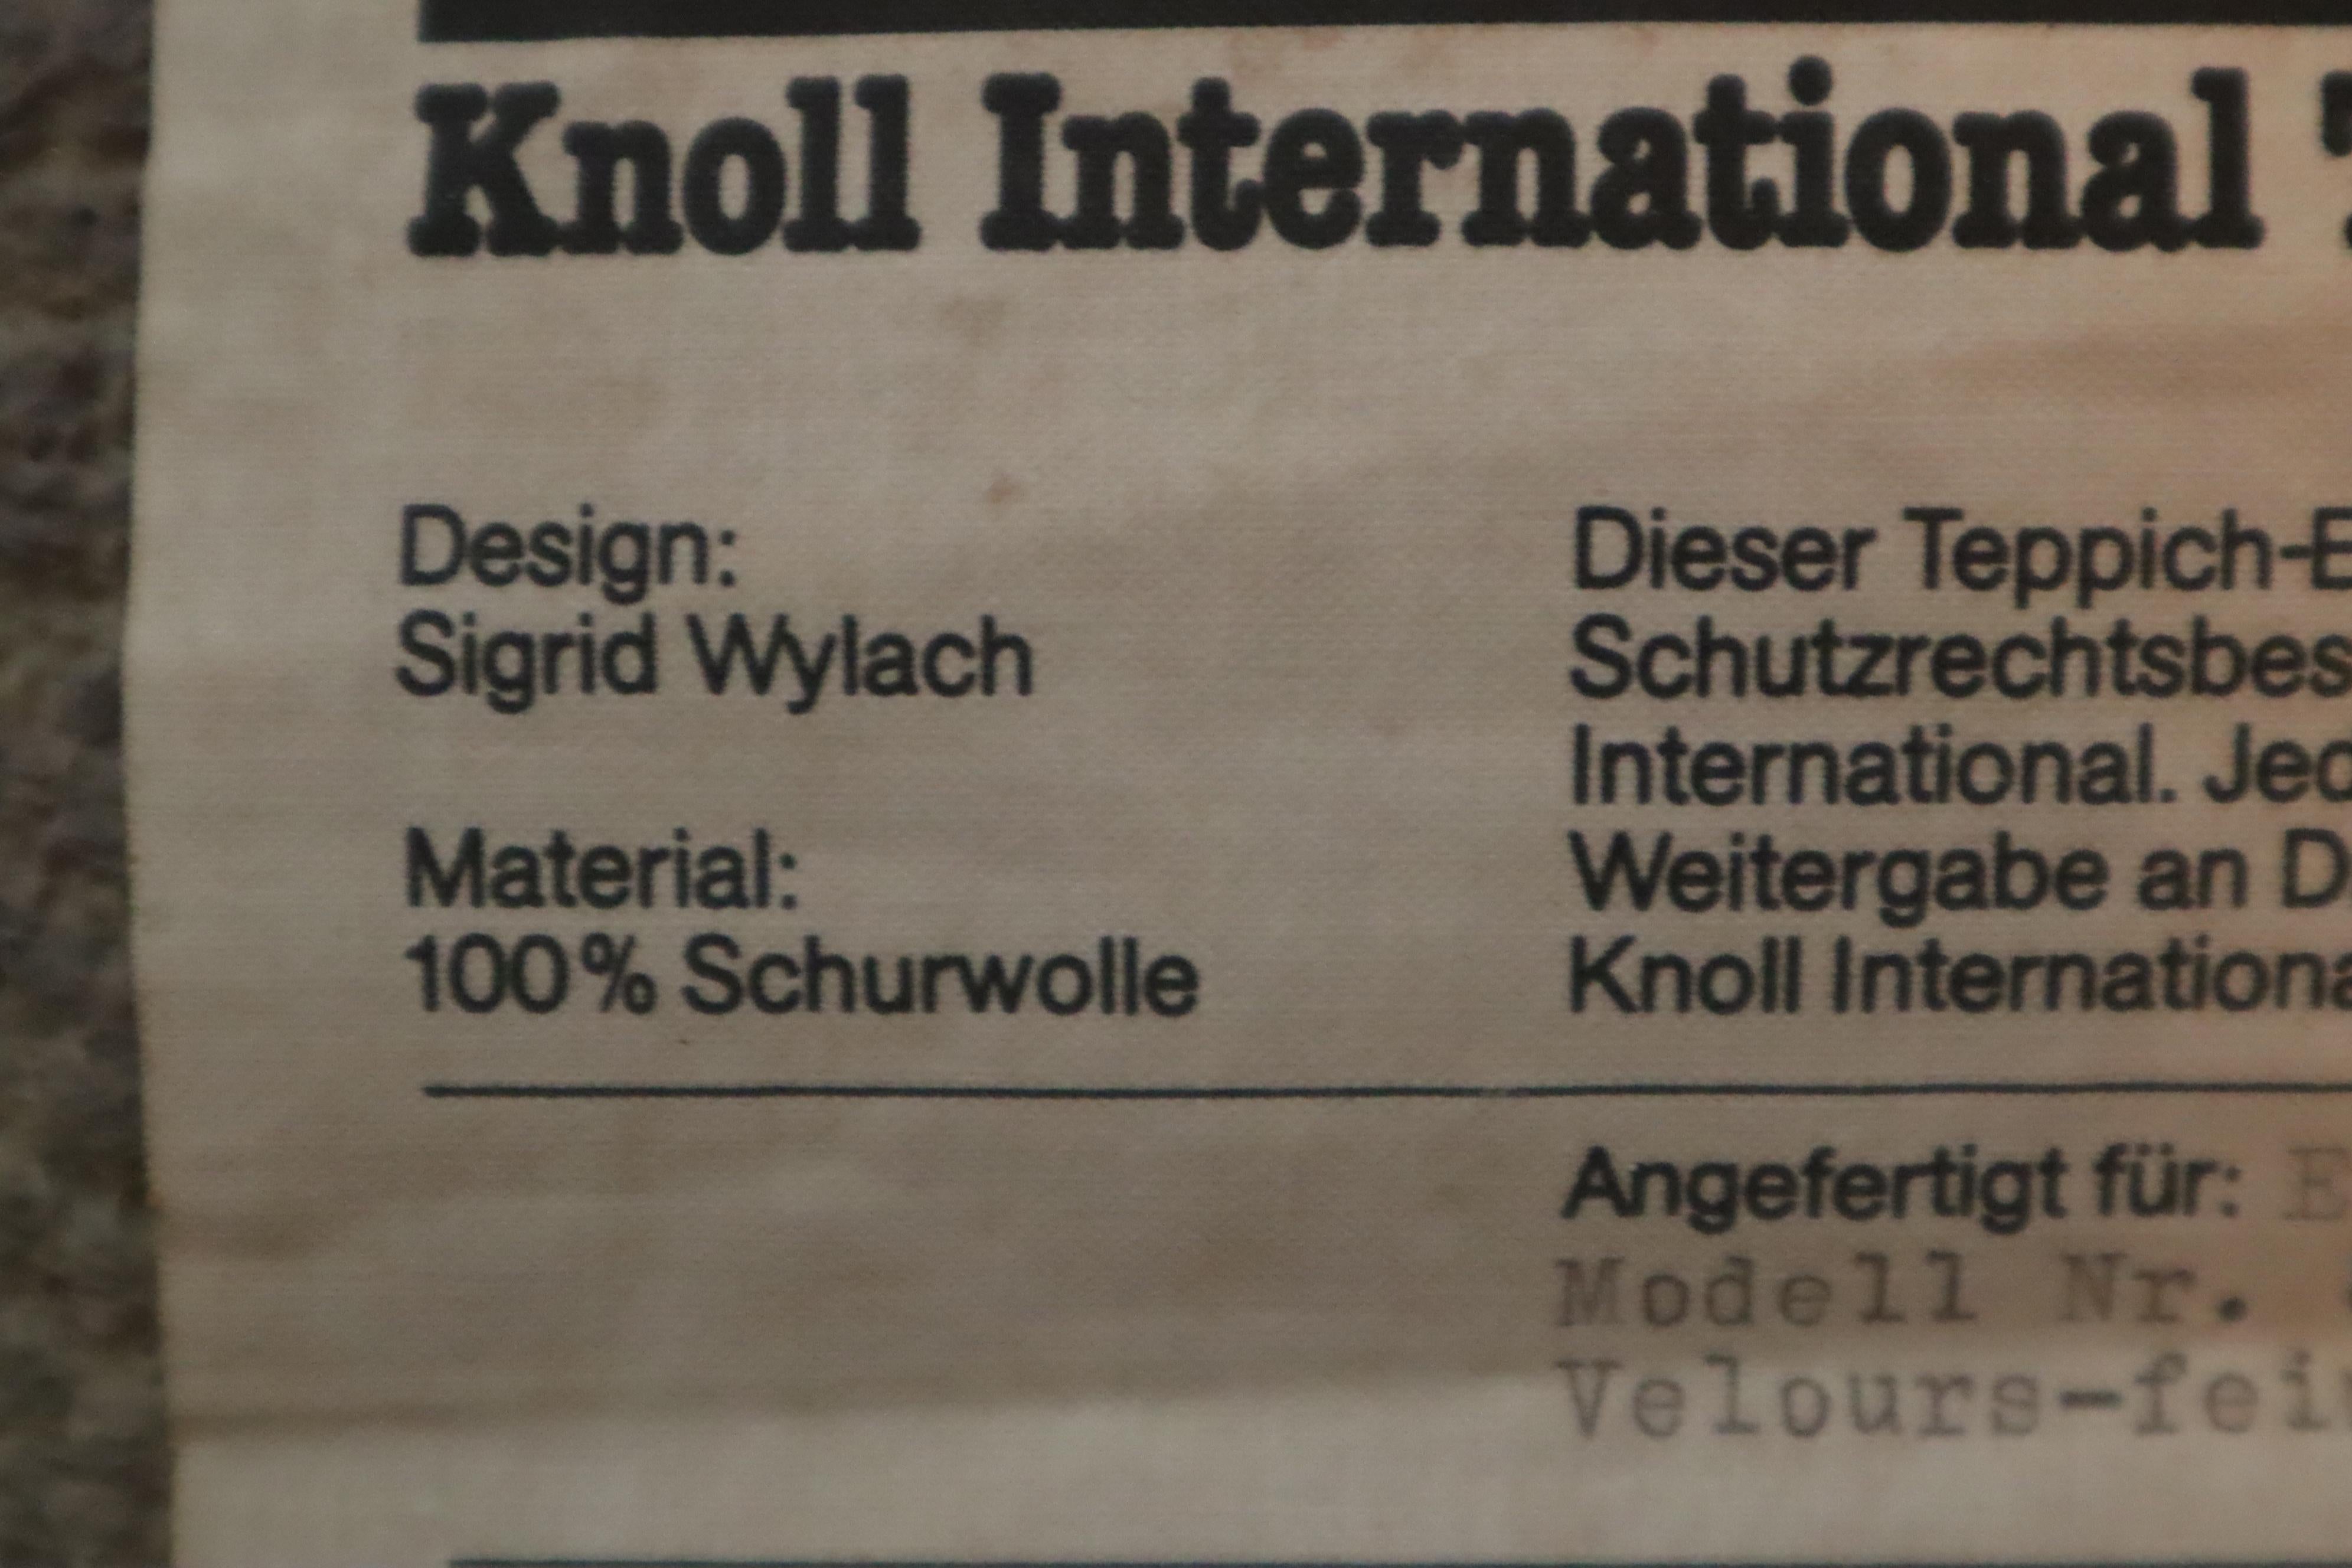 Knoll International
Design:
Sigrid Wylach
Material:
100% Schurwolle
Dieser Teppich-E
Schutzrechtsbes
International. Jed
Weitergabe an D
Knoll Internationa
Angefertigt für: E
Modell Nr.
Velours-fei